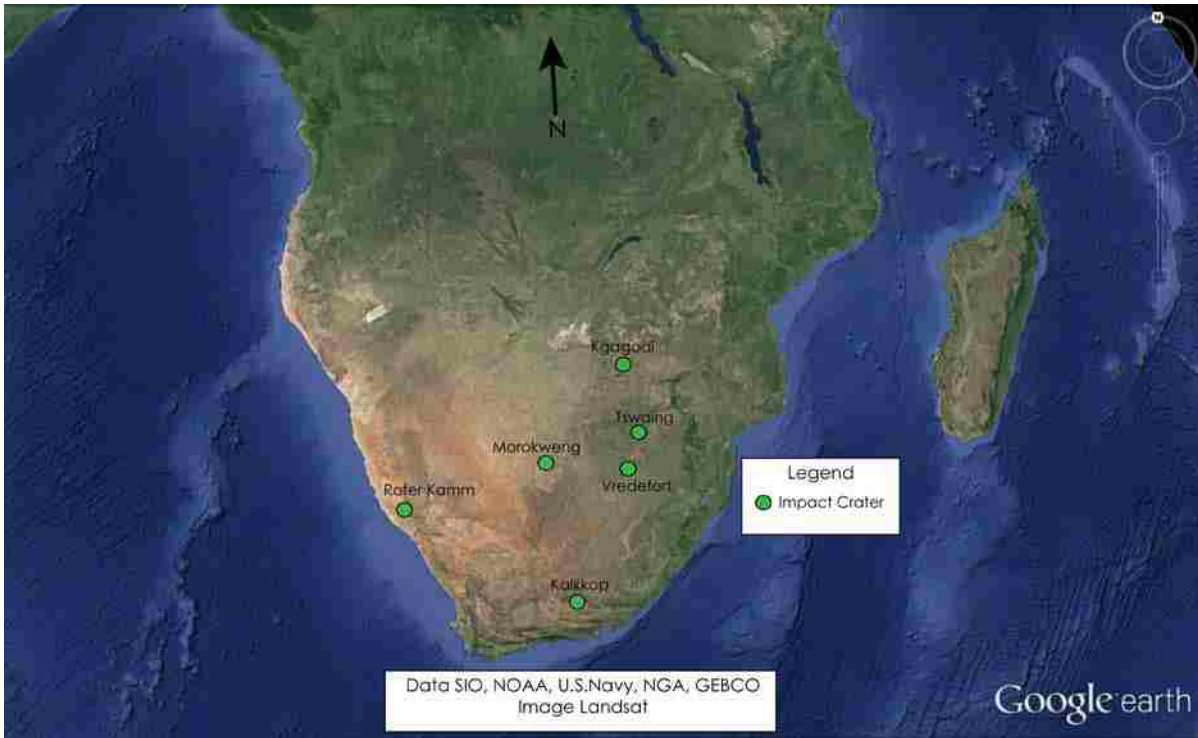 N
N
Kgagodi
Tswaing
Morokweng
Vredefort
Roter Kamm
Kalkkop
Legend
Impact Crater
Data SIO, NOAA, U.S.Navy, NGA, GEBCO
Image Landsat
Google earth